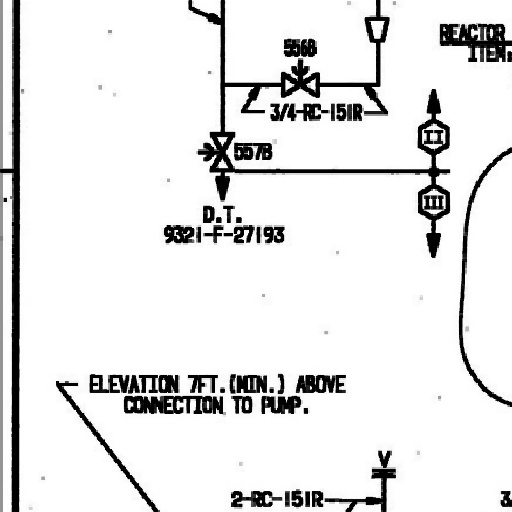 REACTOR
ITEM:
556B
3/4-RC-151R
II
557B
III
D.T.
9321-F-27193
ELEVATION 7FT.(MIN.) ABOVE
CONNECTION TO PUMP.
V
2-RC-151R
3/